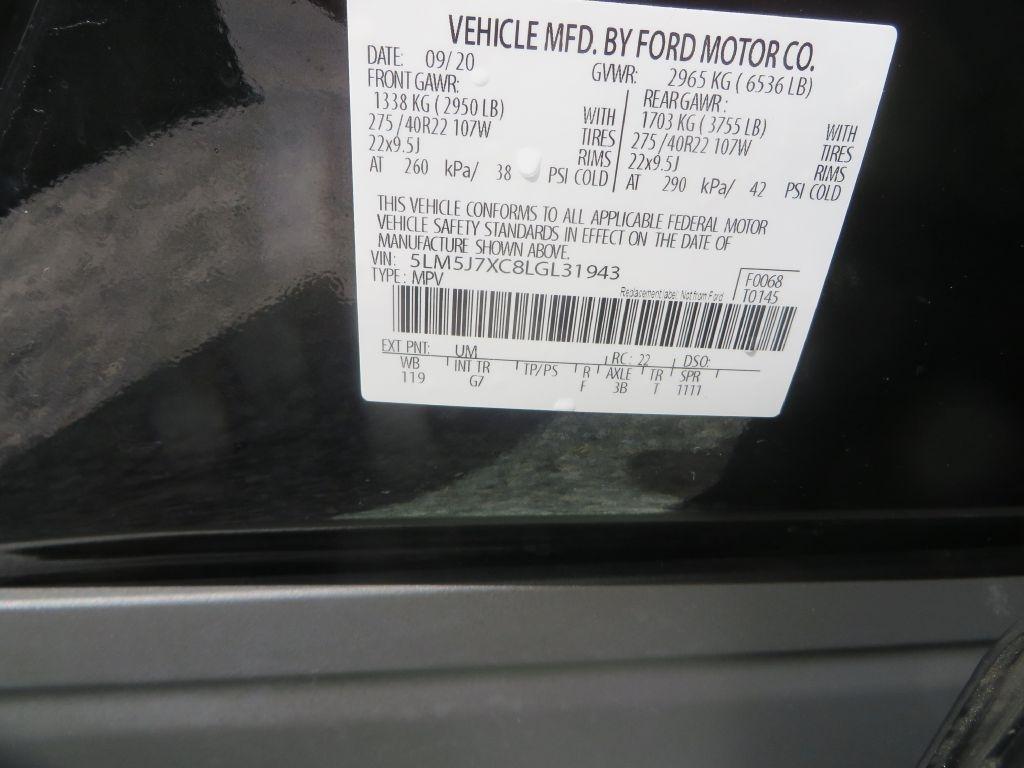 VEHICLE MFD. BY FORD MOTOR CO.
DATE: 09/20 GVWR: 2965 KG ( 6536 LB)
FRONT GAWR: REAR GAWR:
1338 KG ( 2950 LB) WITH 1703 KG ( 3755 LB) WITH
275 /40R22 107W TIRES 275/40R22 107W TIRES
22x9.5J RIMS 22x9.5J RIMS
AT 260 kPa/ 38 PSI COLD AT 290 kPa/ 42 PSI COLD
THIS VEHICLE CONFORMS TO ALL APPLICABLE FEDERAL MOTOR
VEHICLE SAFETY STANDARDS IN EFFECT ON THE DATE OF
MANUFACTURE SHOWN ABOVE.
VIN: 5LM5J7XC8LGL31943
TYPE: MPV
F0068
Replacement label: Not from Ford T0145
EXT PNT: UM RC: 22 DSO:
WB INT TR TP/PS R AXLE TR SPR
119 G7 F 3B T 1111